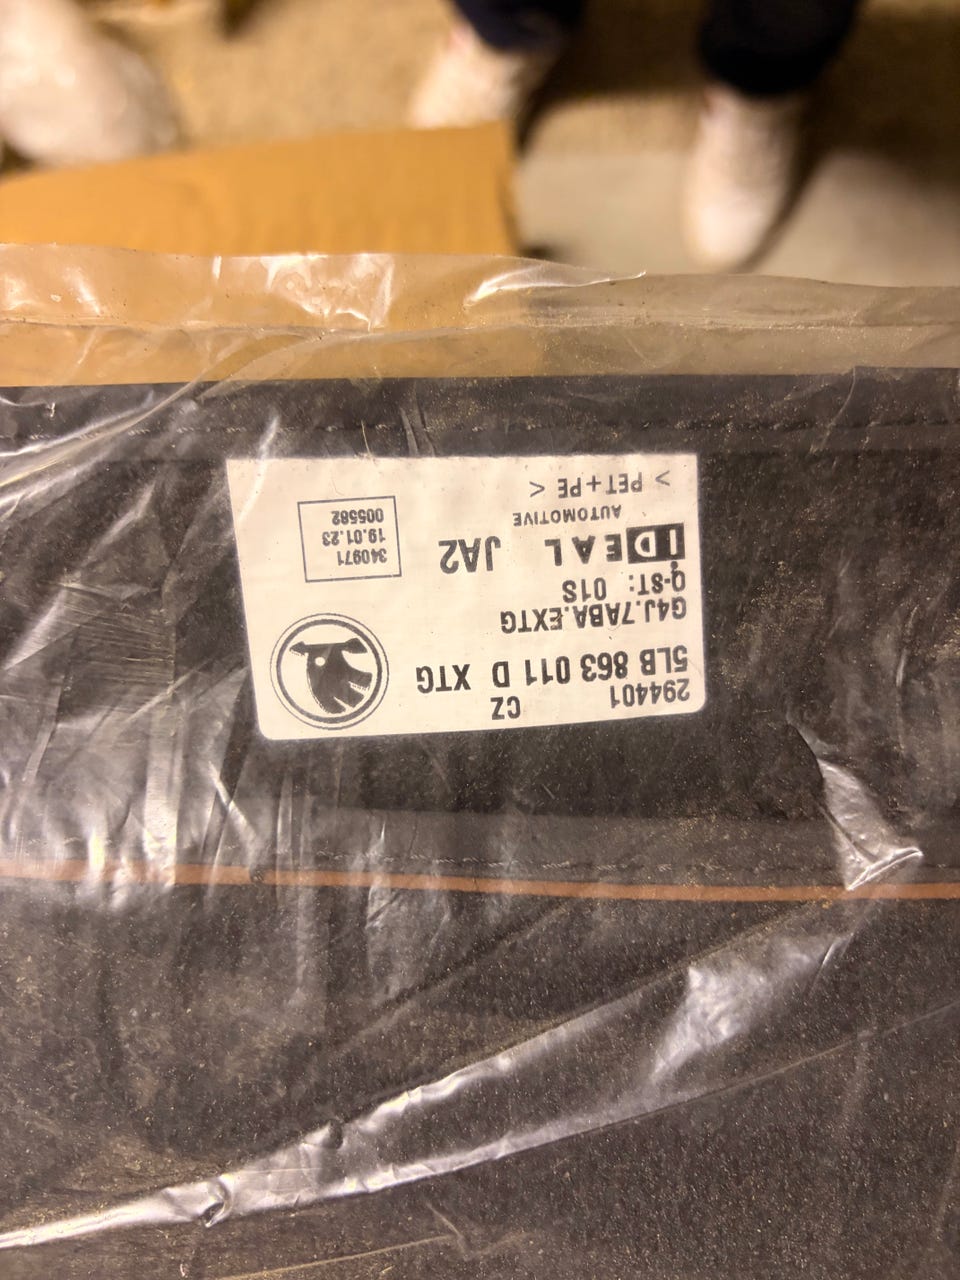 294401
CZ
5LB 863 011 D XTG
G4J.7ABA.EXTG
Q-ST: 01S
IDEAL JA2
AUTOMOTIVE
> PET+PE <
340971
19.01.23
005582